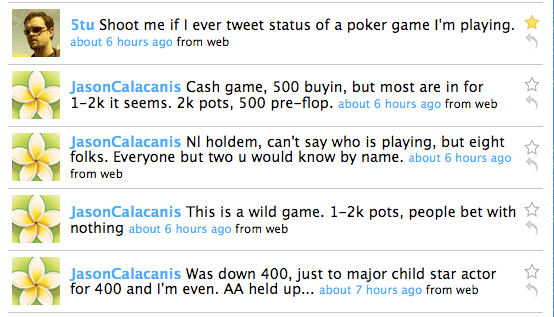 5tu Shoot me if I ever tweet status of a poker game I'm playing.
about 6 hours ago from web
JasonCalacanis Cash game, 500 buyin, but most are in for
1-2k it seems. 2k pots, 500 pre-flop. about 6 hours ago from web
JasonCalacanis Nl holdem, can't say who is playing, but eight
folks. Everyone but two u would know by name. about 6 hours ago
from web
JasonCalacanis This is a wild game. 1-2k pots, people bet with
nothing about 6 hours ago from web
JasonCalacanis Was down 400, just to major child star actor
for 400 and I'm even. AA held up... about 7 hours ago from web